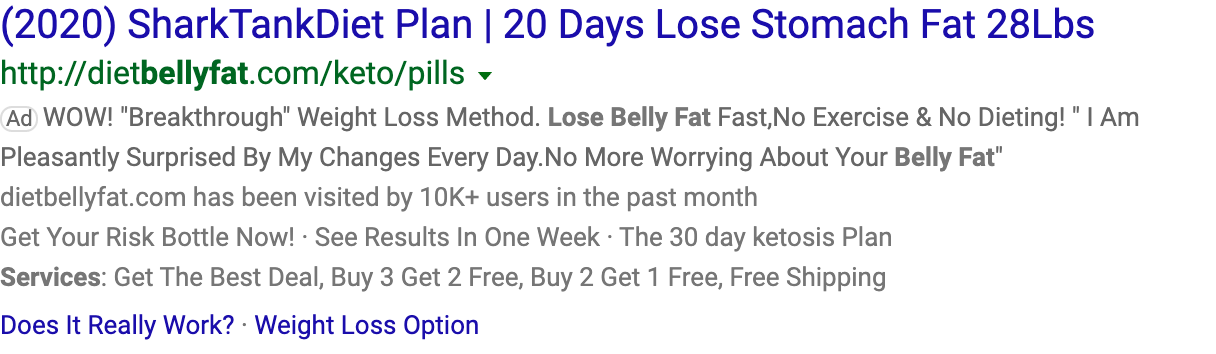 (2020) SharkTankDiet Plan | 20 Days Lose Stomach Fat 28Lbs
http://dietbellyfat.com/keto/pills
Ad WOW! "Breakthrough" Weight Loss Method. Lose Belly Fat Fast,No Exercise & No Dieting! " I Am
Pleasantly Surprised By My Changes Every Day.No More Worrying About Your Belly Fat"
dietbellyfat.com has been visited by 10K+ users in the past month
Get Your Risk Bottle Now! · See Results In One Week · The 30 day ketosis Plan
Services: Get The Best Deal, Buy 3 Get 2 Free, Buy 2 Get 1 Free, Free Shipping
Does It Really Work? · Weight Loss Option